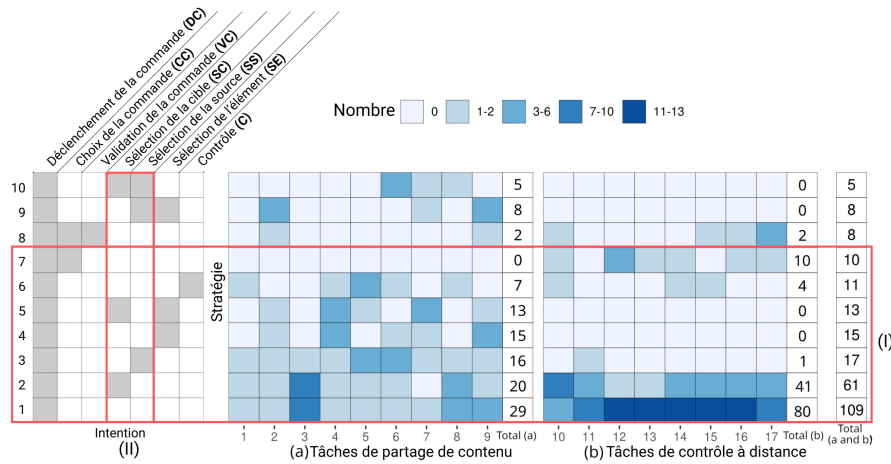 Déclenchement de la commande (DC)
Choix de la commande (CC)
Validation de la commande (VC)
Sélection de la cible (SC)
Sélection de la source (SS)
Sélection de l'élément (SE)
Contrôle (C)
Nombre 0 1-2 3-6 7-10 11-13
10 5 0 5
9 8 0 8
8 2 2 8
7 0 10 10
6 7 4 11
5 13 0 13
4 15 0 15
3 16 1 17
2 20 41 61
1 29 80 109
Stratégie
(I)
Intention
(II)
1 2 3 4 5 6 7 8 9 Total (a) 10 11 12 13 14 15 16 17 Total (b) Total
(a and b)
(a) Tâches de partage de contenu (b) Tâches de contrôle à distance